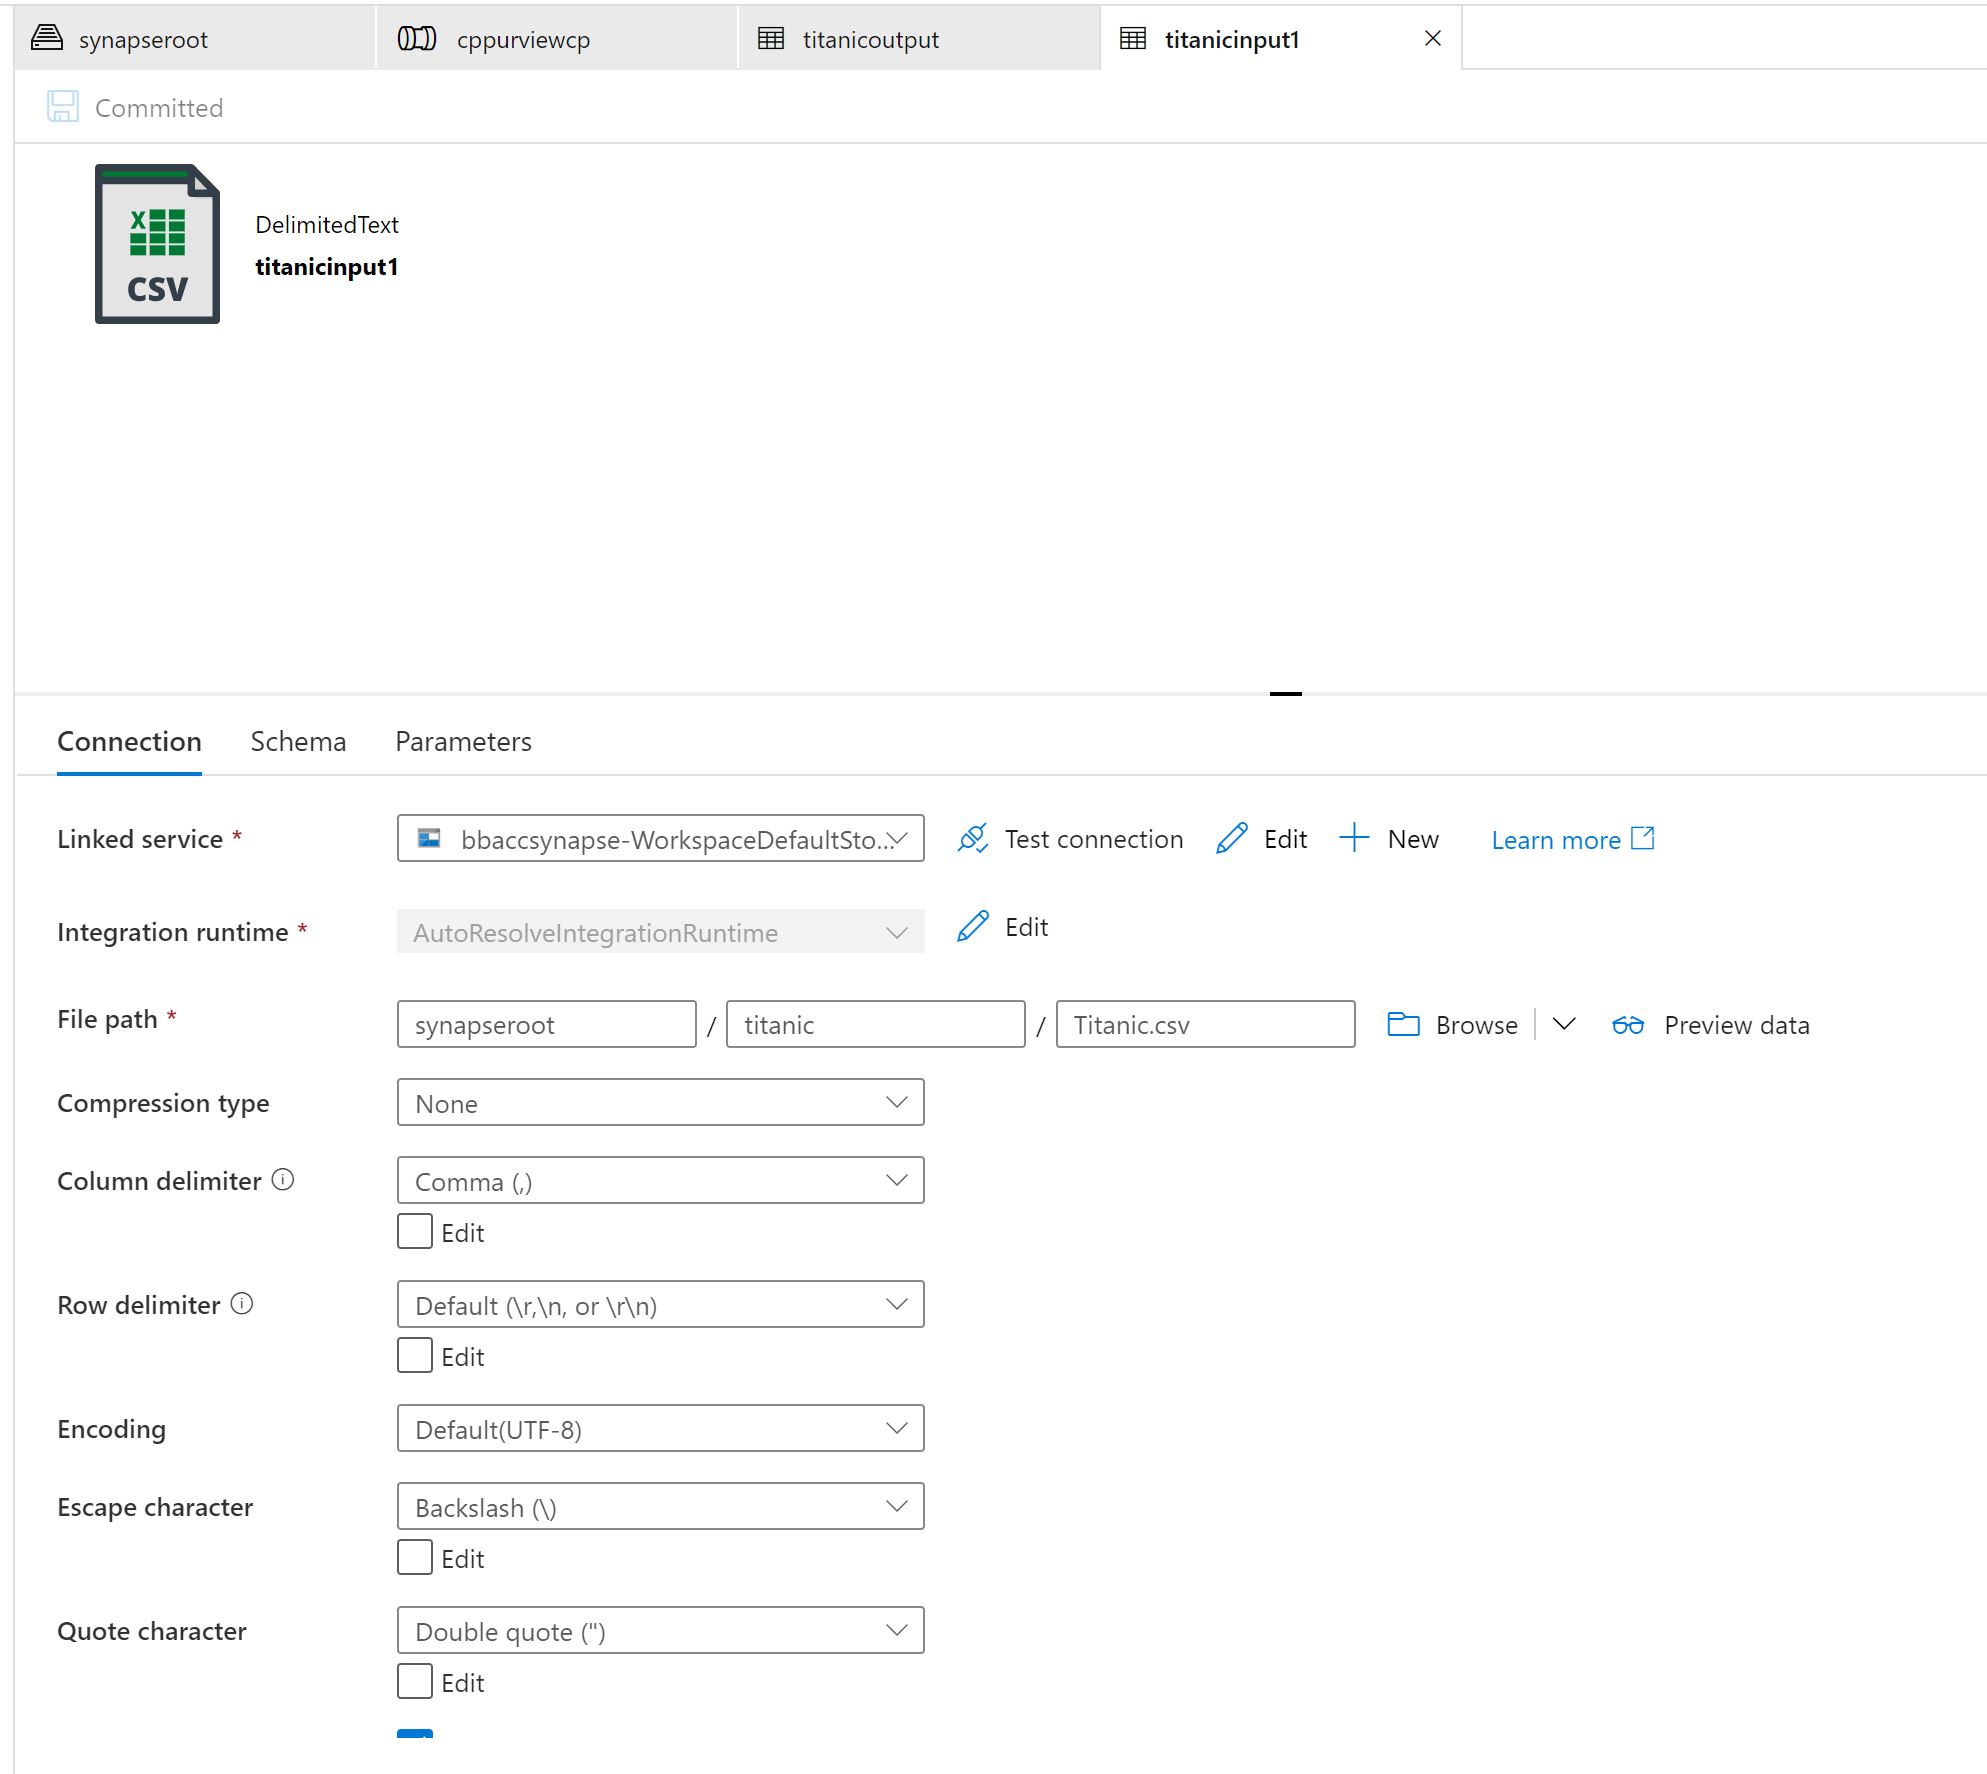 synapseroot cppurviewcp titanicoutput titanicinput1
Committed
X
CSV
DelimitedText
titanicinput1
Connection Schema Parameters
Linked service * bbaccsynapse-WorkspaceDefaultSto... Test connection Edit New Learn more
Integration runtime * AutoResolveIntegrationRuntime Edit
File path * synapseroot / titanic / Titanic.csv Browse Preview data
Compression type None
Column delimiter Comma (,)
Edit
Row delimiter Default (\r,\n, or \r\n)
Edit
Encoding Default(UTF-8)
Escape character Backslash (\)
Edit
Quote character Double quote (")
Edit